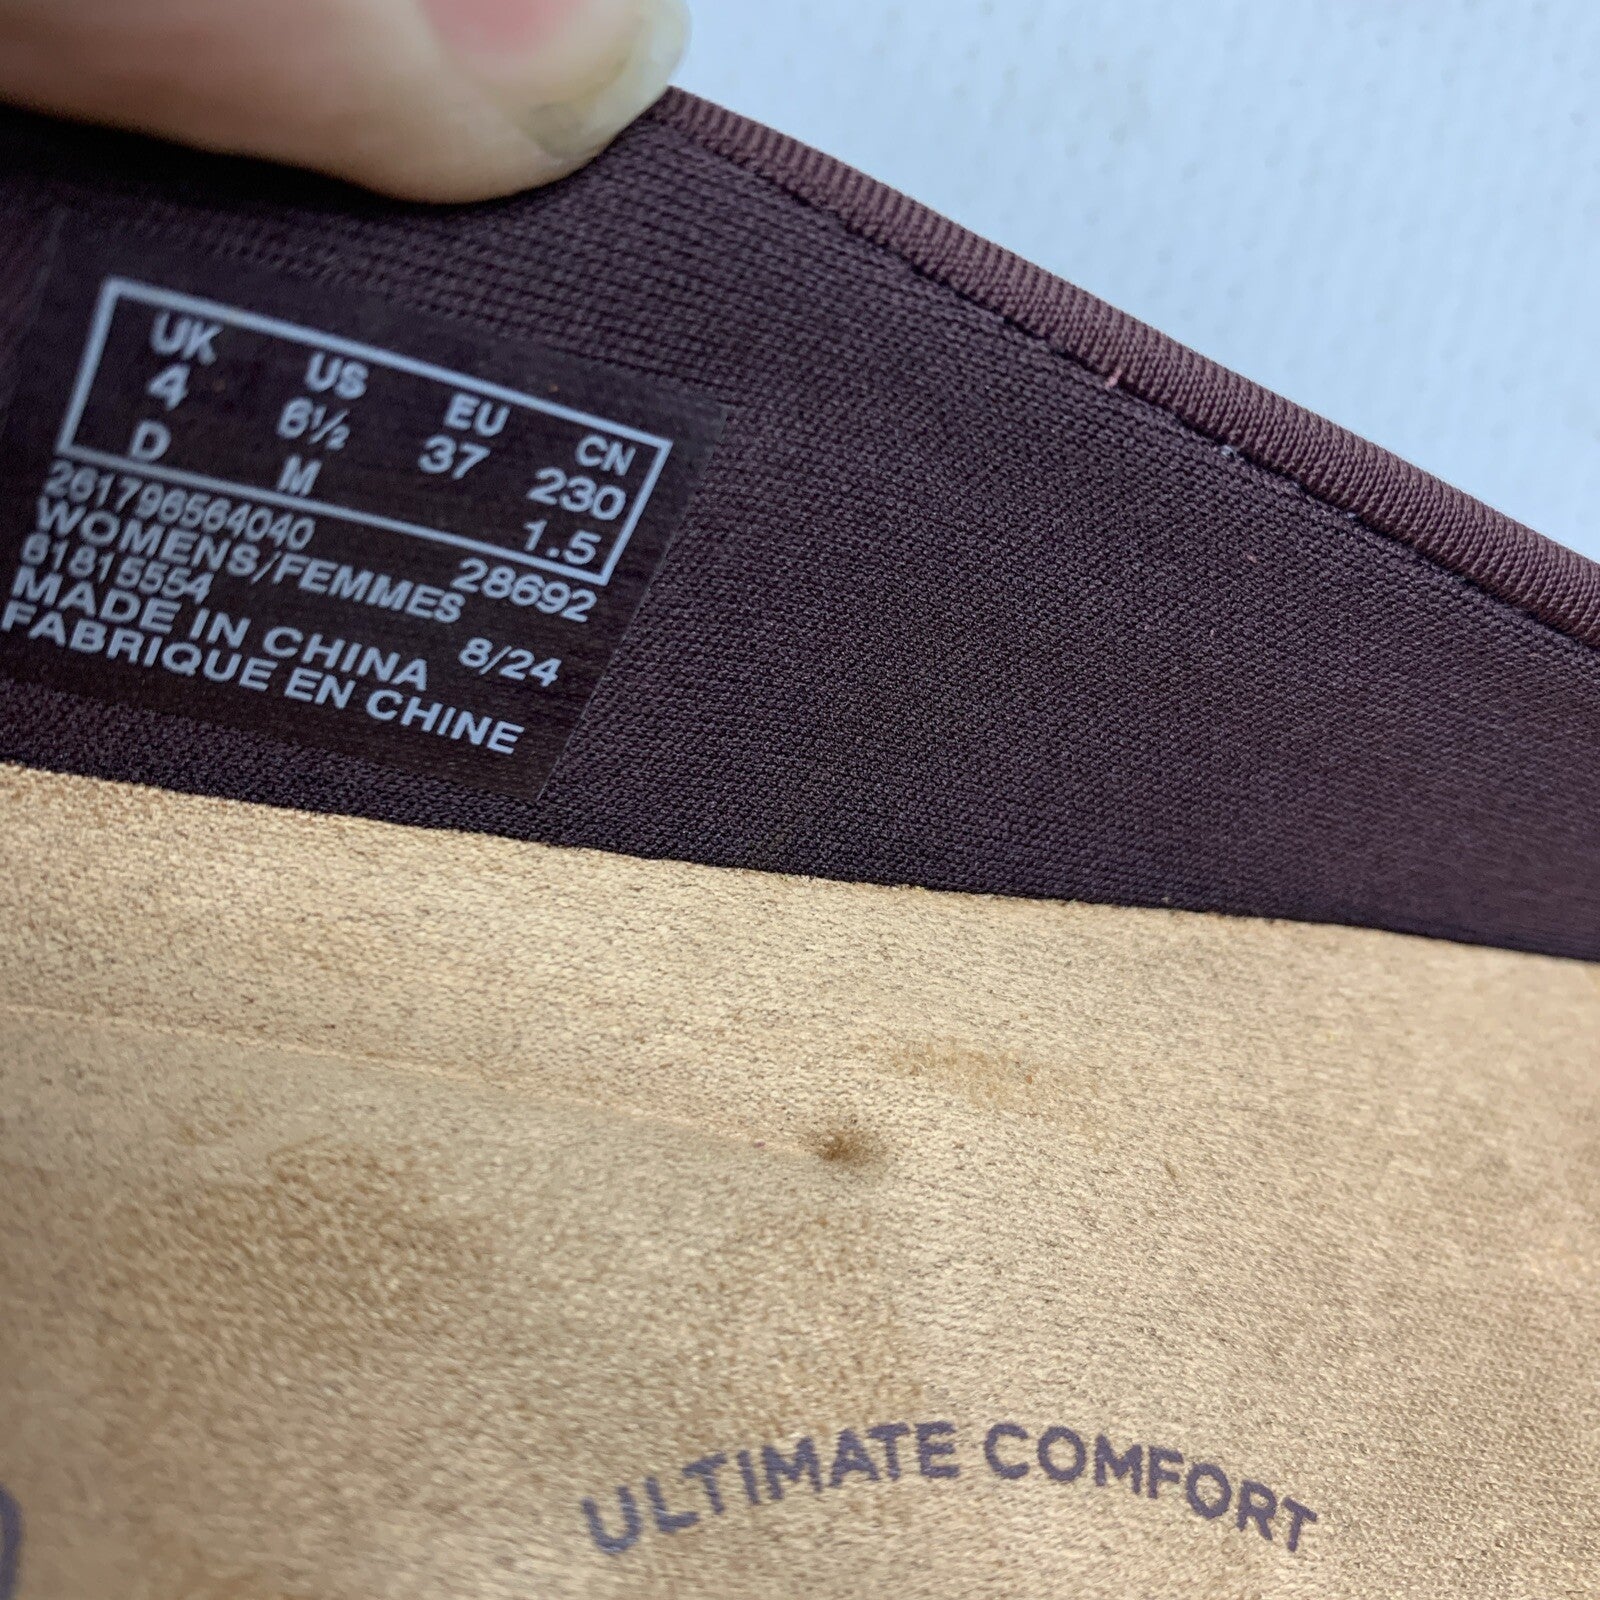 UK US EU CN
4 6½ 37 230
D M 1.5
261796564040 28692
WOMENS/FEMMES
61815554 8/24
MADE IN CHINA
FABRIQUE EN CHINE
ULTIMATE COMFORT